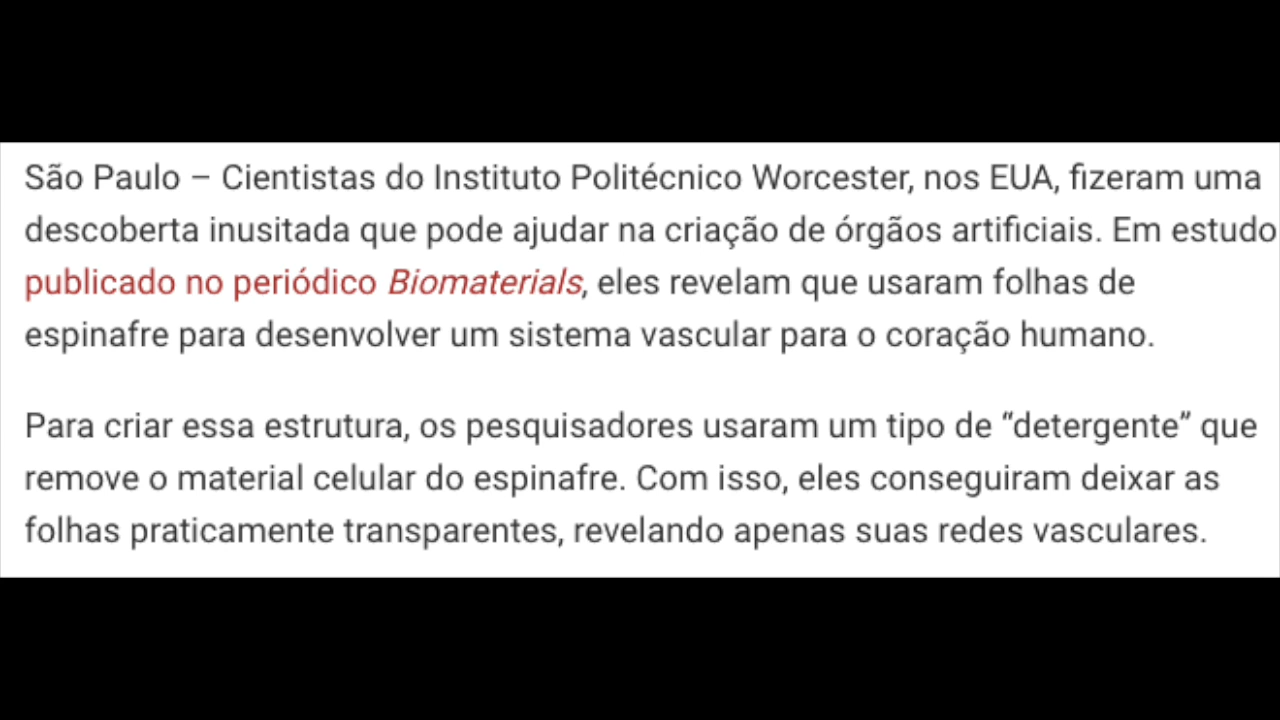 São Paulo – Cientistas do Instituto Politécnico Worcester, nos EUA, fizeram uma
descoberta inusitada que pode ajudar na criação de órgãos artificiais. Em estudo
publicado no periódico Biomaterials, eles revelam que usaram folhas de
espinafre para desenvolver um sistema vascular para o coração humano.
Para criar essa estrutura, os pesquisadores usaram um tipo de “detergente” que
remove o material celular do espinafre. Com isso, eles conseguiram deixar as
folhas praticamente transparentes, revelando apenas suas redes vasculares.